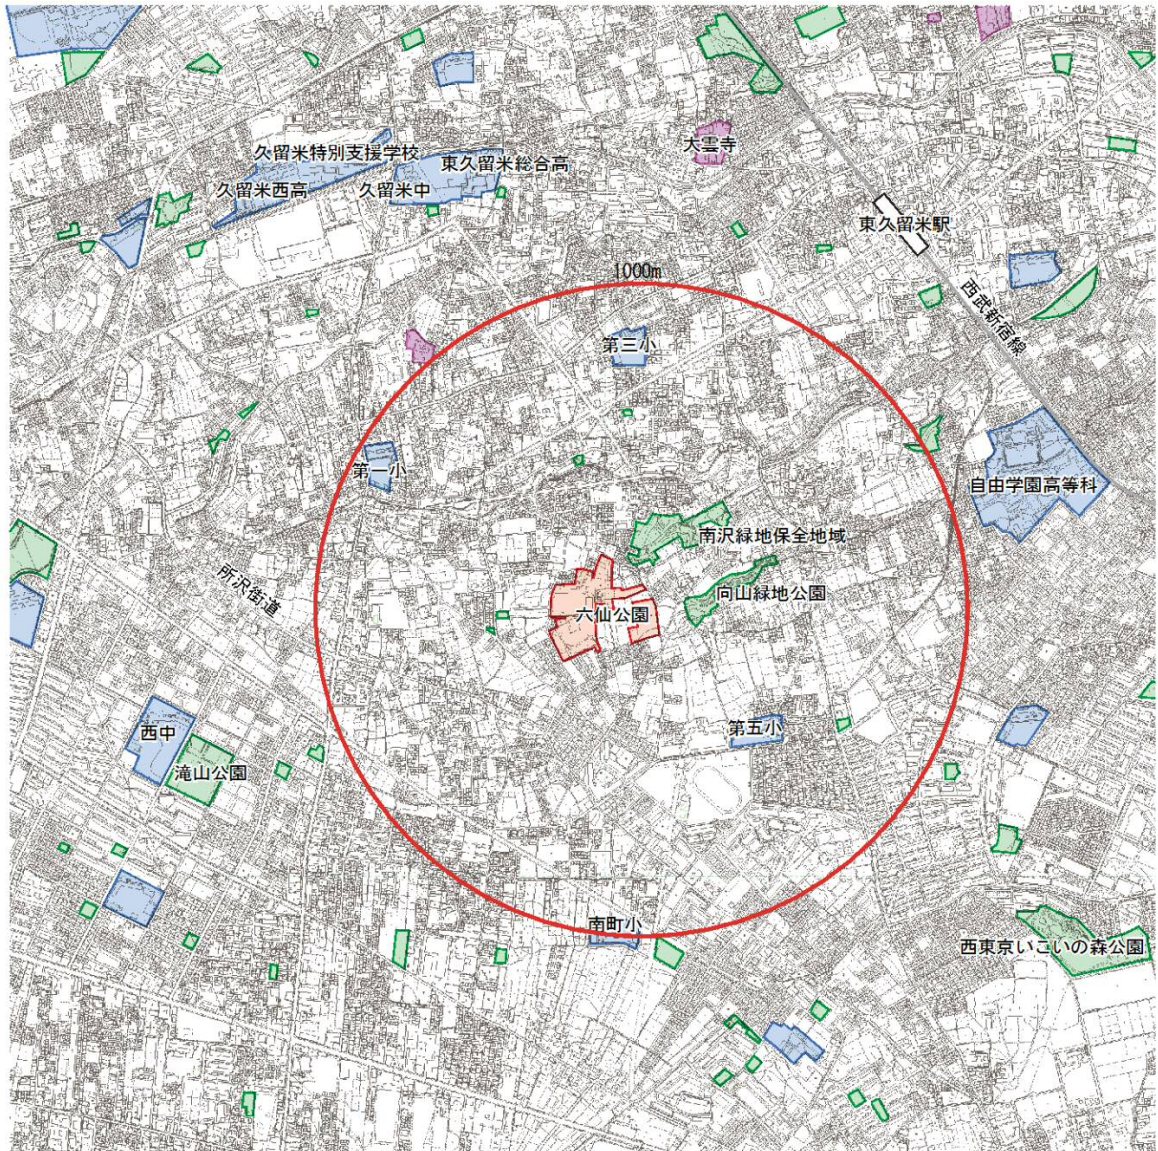 大雲寺
久留米特別支援学校
東久留米総合高
久留米西高
久留米中
東久留米駅
1000m
西武新宿線
第三小
第一小
自由学園高等科
南沢緑地保全地域
向山緑地公園
六仙公園
所沢街道
西中
第五小
滝山公園
南町小
西東京いこいの森公園